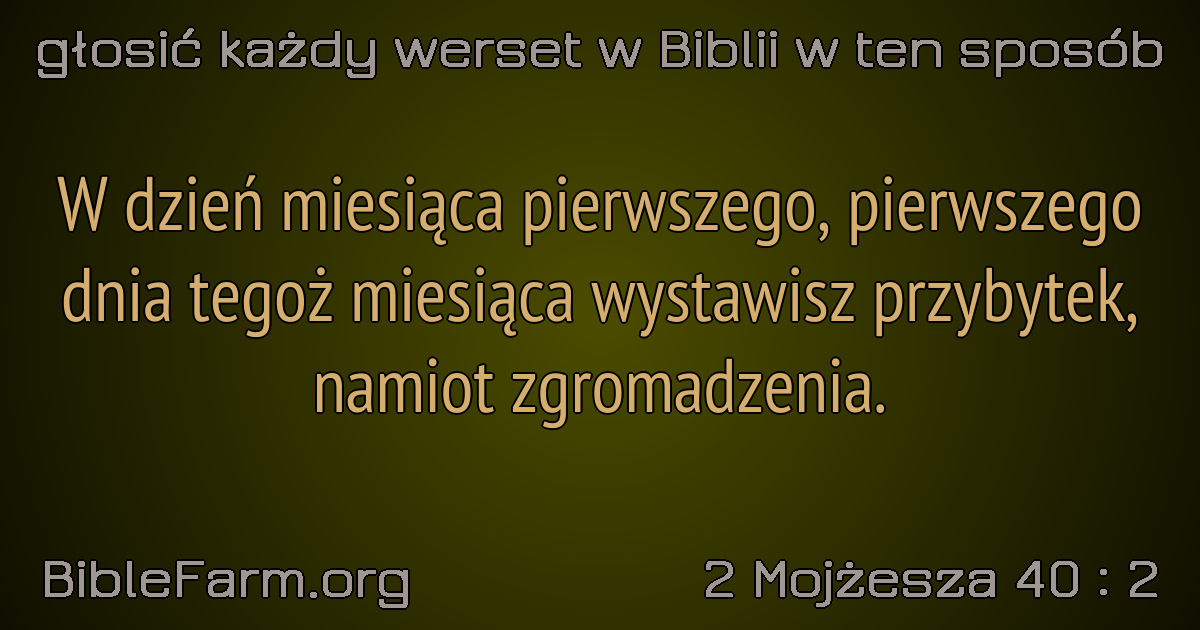 głosić każdy werset w Biblii w ten sposób
W dzień miesiąca pierwszego, pierwszego
dnia tegoż miesiąca wystawisz przybytek,
namiot zgromadzenia.
BibleFarm.org
2 Mojżesza 40 : 2